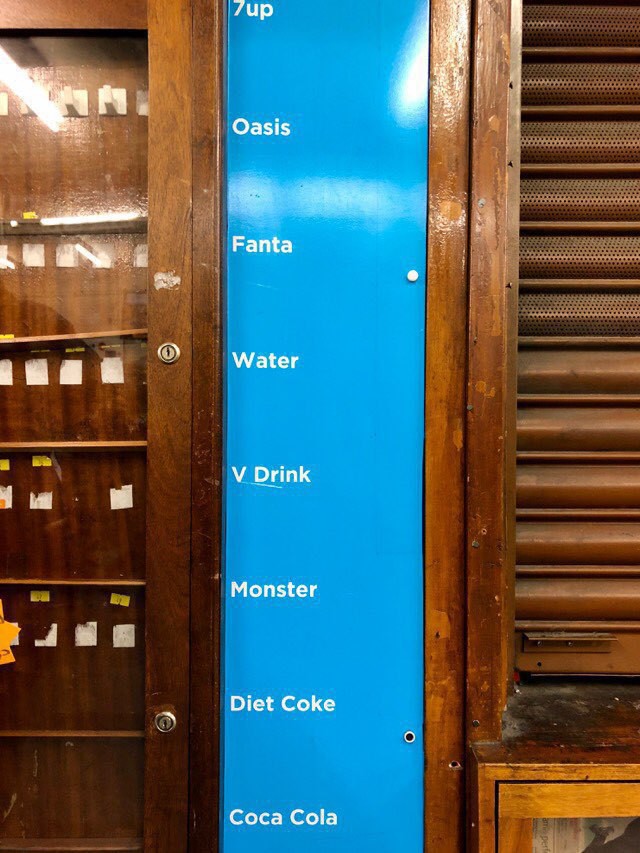 7up
Oasis
Fanta
Water
V Drink
Monster
Diet Coke
Coca Cola